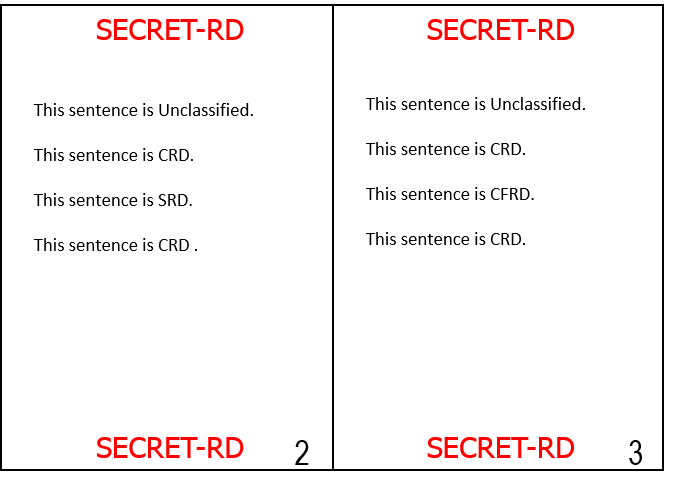 SECRET-RD
This sentence is Unclassified.
This sentence is CRD.
This sentence is SRD.
This sentence is CRD .
SECRET-RD
2
SECRET-RD
This sentence is Unclassified.
This sentence is CRD.
This sentence is CFRD.
This sentence is CRD.
SECRET-RD
3